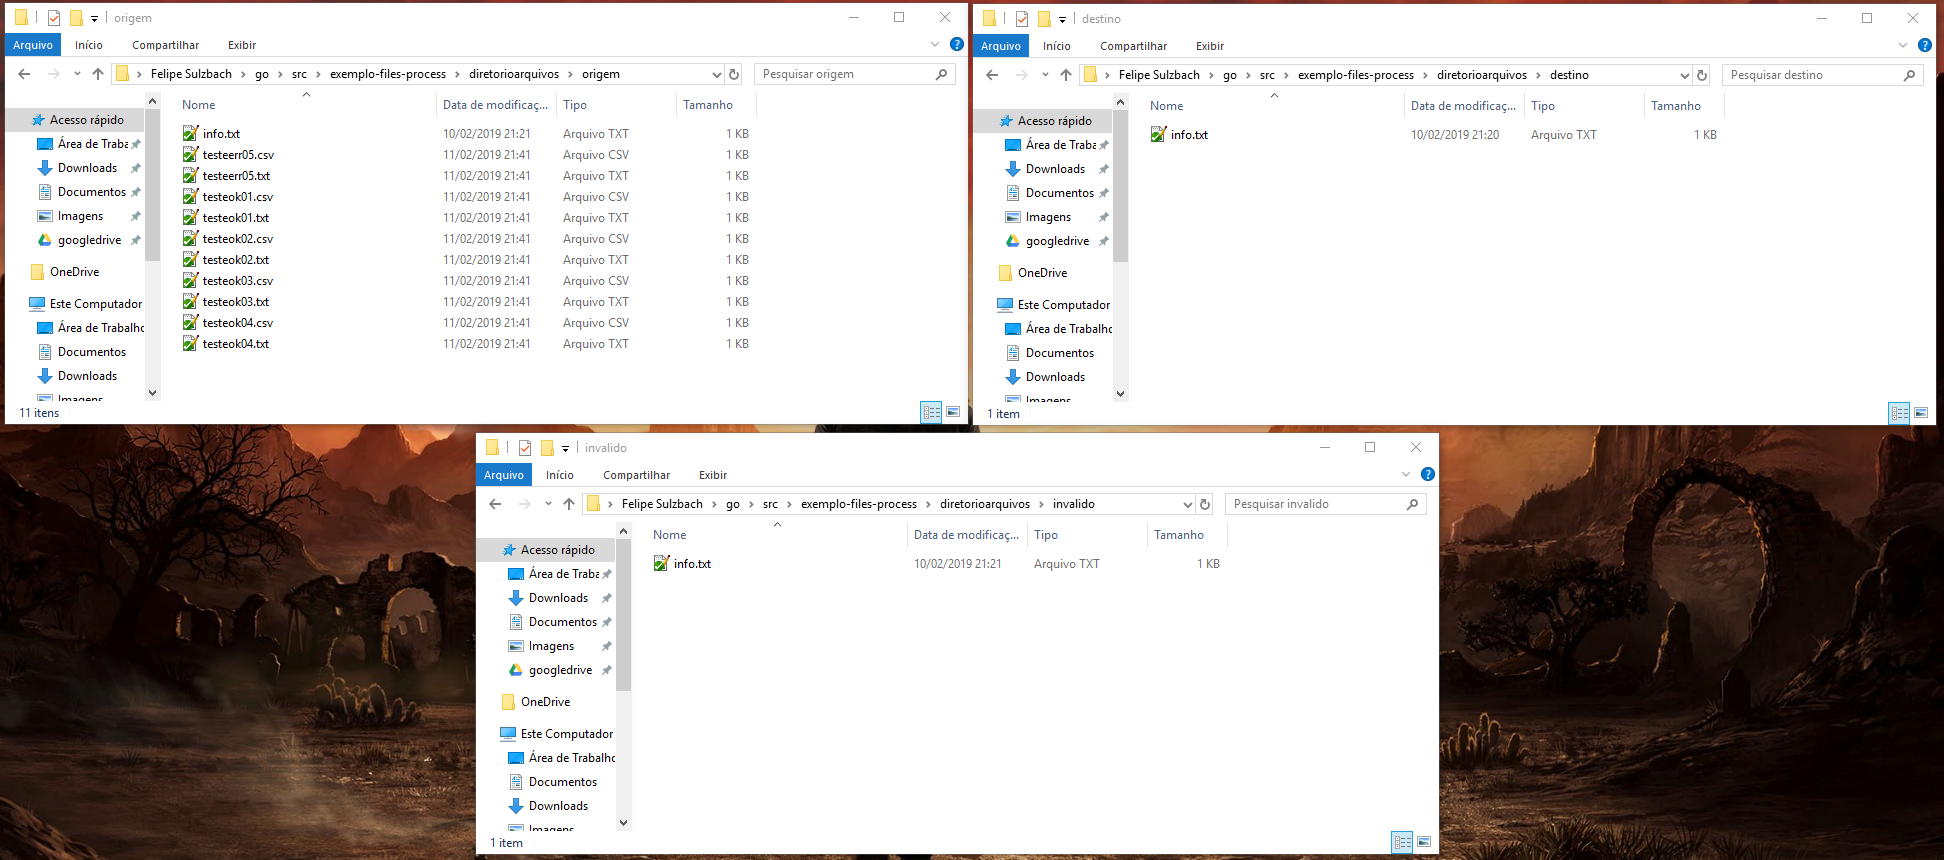 origem
Arquivo Início Compartilhar Exibir
Felipe Sulzbach go src exemplo-files-process diretorioarquivos origem Pesquisar origem
Acesso rápido
Área de Traba
Downloads
Documentos
Imagens
googledrive
OneDrive
Este Computador
Área de Trabalho
Documentos
Downloads
Imagens
Nome Data de modificaç... Tipo Tamanho
info.txt 10/02/2019 21:21 Arquivo TXT 1 KB
testeerr05.csv 11/02/2019 21:41 Arquivo CSV 1 KB
testeerr05.txt 11/02/2019 21:41 Arquivo TXT 1 KB
testeok01.csv 11/02/2019 21:41 Arquivo CSV 1 KB
testeok01.txt 11/02/2019 21:41 Arquivo TXT 1 KB
testeok02.csv 11/02/2019 21:41 Arquivo CSV 1 KB
testeok02.txt 11/02/2019 21:41 Arquivo TXT 1 KB
testeok03.csv 11/02/2019 21:41 Arquivo CSV 1 KB
testeok03.txt 11/02/2019 21:41 Arquivo TXT 1 KB
testeok04.csv 11/02/2019 21:41 Arquivo CSV 1 KB
testeok04.txt 11/02/2019 21:41 Arquivo TXT 1 KB
11 itens
destino
Arquivo Início Compartilhar Exibir
Felipe Sulzbach go src exemplo-files-process diretorioarquivos destino Pesquisar destino
Acesso rápido
Área de Traba
Downloads
Documentos
Imagens
googledrive
OneDrive
Este Computador
Área de Trabalho
Documentos
Downloads
Imagens
Nome Data de modificaç... Tipo Tamanho
info.txt 10/02/2019 21:20 Arquivo TXT 1 KB
1 item
invalido
Arquivo Início Compartilhar Exibir
Felipe Sulzbach go src exemplo-files-process diretorioarquivos invalido Pesquisar invalido
Acesso rápido
Área de Traba
Downloads
Documentos
Imagens
googledrive
OneDrive
Este Computador
Área de Trabalho
Documentos
Downloads
Imagens
Nome Data de modificaç... Tipo Tamanho
info.txt 10/02/2019 21:21 Arquivo TXT 1 KB
1 item